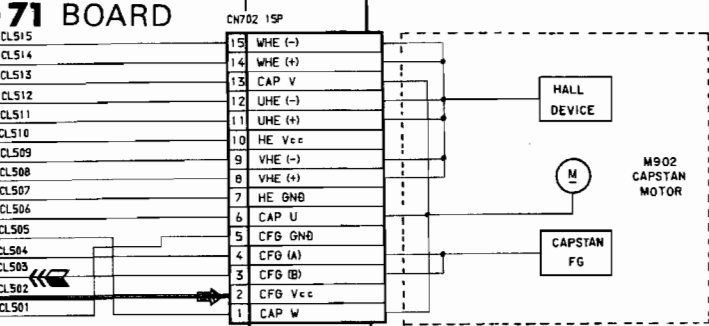 71 BOARD
CN702 15P
CL515
CL514
CL513
CL512
CL511
CL510
CL509
CL508
CL507
CL506
CL505
CL504
CL503
CL502
CL501
15 WHE (-)
14 WHE (+)
13 CAP V
12 UHE (-)
11 UHE (+)
10 HE Vcc
9 VHE (-)
8 VHE (+)
7 HE GND
6 CAP U
5 CFG GND
4 CFG (A)
3 CFG (B)
2 CFG Vcc
1 CAP W
HALL
DEVICE
M
M902
CAPSTAN
MOTOR
CAPSTAN
FG